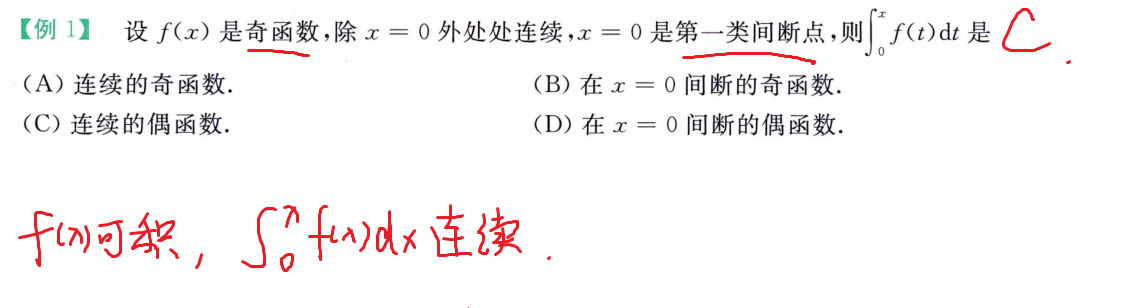 【例 1】 设 f(x) 是奇函数,除 x = 0 外处处连续,x = 0 是第一类间断点,则∫₀ˣ f(t)dt 是 C.
(A) 连续的奇函数. (B) 在 x = 0 间断的奇函数.
(C) 连续的偶函数. (D) 在 x = 0 间断的偶函数.
f(x)可积, ∫₀ˣ f(x)dx 连续.